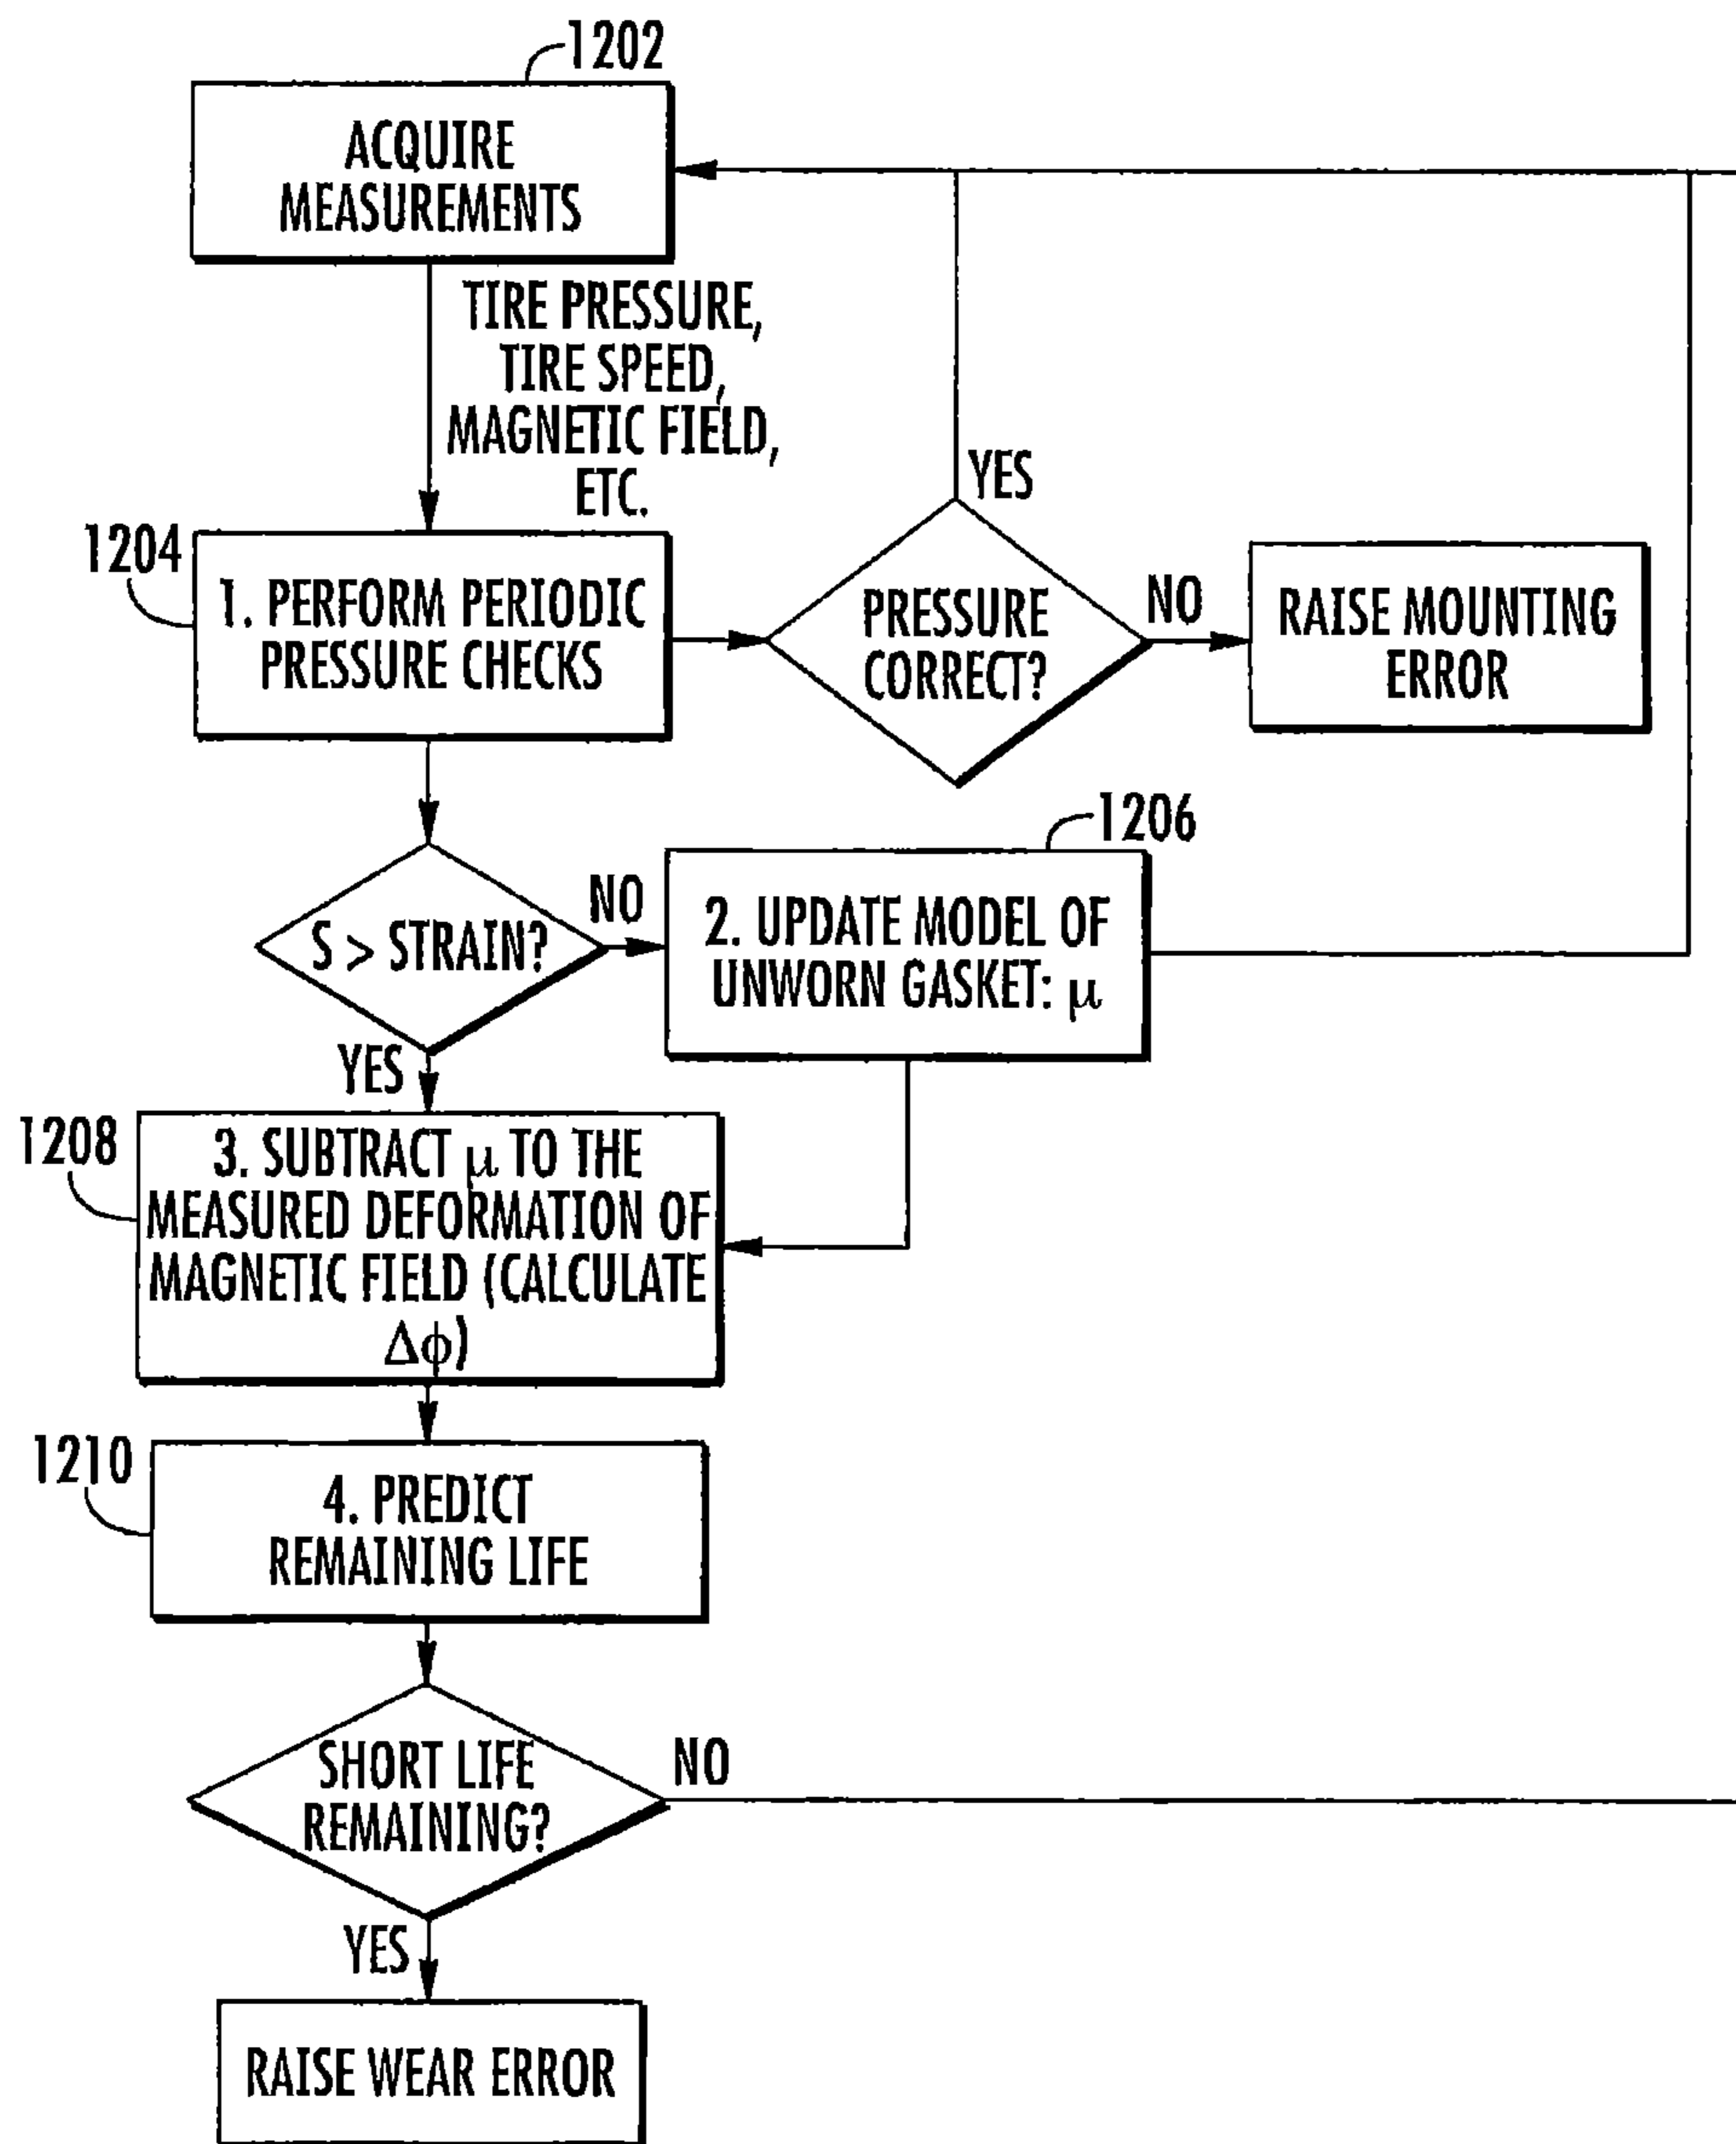 1202
ACQUIRE
MEASUREMENTS
TIRE PRESSURE,
TIRE SPEED,
MAGNETIC FIELD,
ETC.
1204
1. PERFORM PERIODIC
PRESSURE CHECKS
YES
PRESSURE
CORRECT?
NO
RAISE MOUNTING
ERROR
S > STRAIN?
NO
1206
2. UPDATE MODEL OF
UNWORN GASKET: μ
YES
1208
3. SUBTRACT μ TO THE
MEASURED DEFORMATION OF
MAGNETIC FIELD (CALCULATE
Δϕ)
1210
4. PREDICT
REMAINING LIFE
SHORT LIFE
REMAINING?
NO
YES
RAISE WEAR ERROR